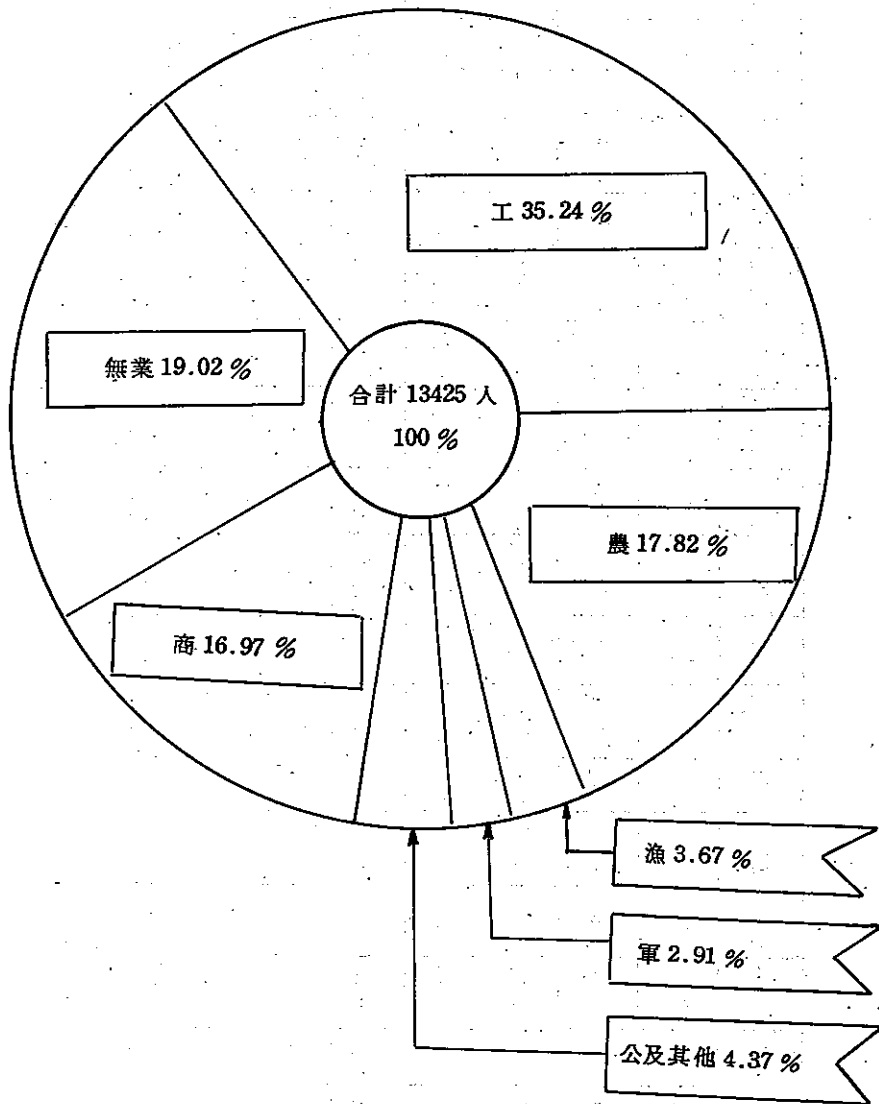 工 35.24 %
無業 19.02 %
合計 13425 人
100 %
農 17.82 %
商 16.97 %
漁 3.67 %
軍 2.91 %
公及其他 4.37 %